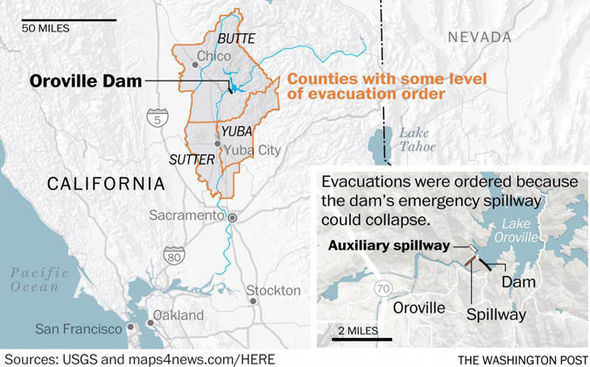 50 MILES
BUTTE
NEVADA
Chico
Oroville Dam
Counties with some level
of evacuation order
5
YUBA
Yuba City
SUTTER
Lake
Tahoe
CALIFORNIA
Sacramento
80
Pacific
Ocean
Stockton
Oakland
San Francisco
Evacuations were ordered because
the dam's emergency spillway
could collapse.
Lake
Oroville
Auxiliary spillway
Dam
70
Oroville
Spillway
2 MILES
Sources: USGS and maps4news.com/HERE
THE WASHINGTON POST